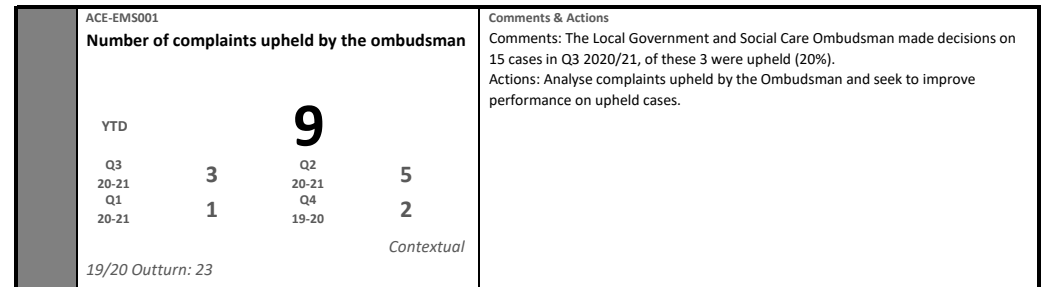 ACE-EMS001
Number of complaints upheld by the ombudsman
YTD
9
Q3
20-21
3
Q2
20-21
5
Q1
20-21
1
Q4
19-20
2
Contextual
19/20 Outturn: 23
Comments & Actions
Comments: The Local Government and Social Care Ombudsman made decisions on
15 cases in Q3 2020/21, of these 3 were upheld (20%).
Actions: Analyse complaints upheld by the Ombudsman and seek to improve
performance on upheld cases.